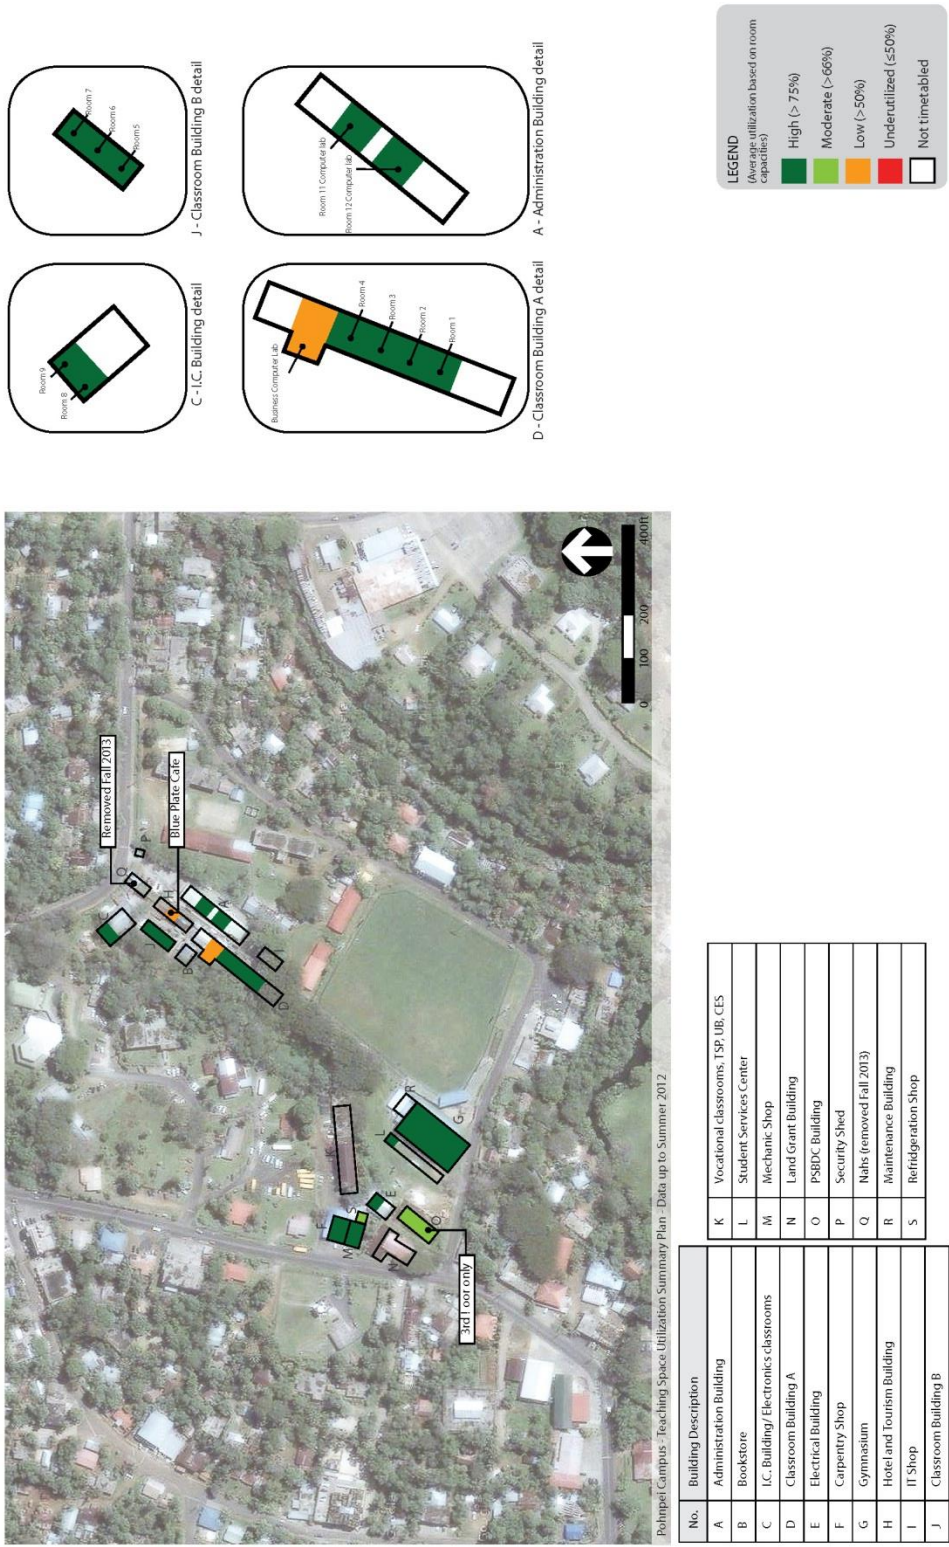 Removed Fall 2013
Blue Plate Cafe
3rd ! oor only
C
Q
P
J
H
B
A
I
D
K
L
R
F
S
E
M
G
N
O
0
100
200
400ft
Pohnpei Campus - Teaching Space Utilization Summary Plan - Data up to Summer 2012
No. Building Description
A Administration Building
B Bookstore
C I.C. Building/ Electronics classrooms
D Classroom Building A
E Electrical Building
F Carpentry Shop
G Gymnasium
H Hotel and Tourism Building
I IT Shop
J Classroom Building B
K Vocational classrooms, TSP, UB, CES
L Student Services Center
M Mechanic Shop
N Land Grant Building
O PSBDC Building
P Security Shed
Q Nahs (removed Fall 2013)
R Maintenance Building
S Refridgeration Shop
Room 9
Room 8
C - I.C. Building detail
Room 7
Room 6
Room 5
J - Classroom Building B detail
Business Computer Lab
Room 4
Room 3
Room 2
Room 1
D - Classroom Building A detail
Room 11 Computer lab
Room 12 Computer lab
A - Administration Building detail
LEGEND
(Average utilization based on room
capacities)
High (> 75%)
Moderate (>66%)
Low (>50%)
Underutilized (≤50%)
Not timetabled